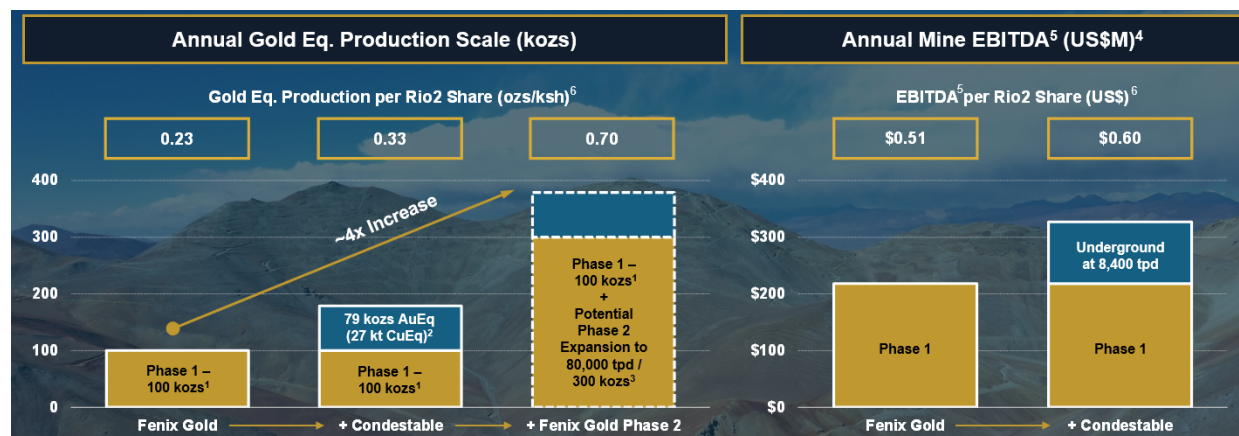 Annual Gold Eq. Production Scale (kozs)
Gold Eq. Production per Rio2 Share (ozs/ksh)⁶
0.23
0.33
0.70
400
300
200
100
0
~4x Increase
Phase 1 –
100 kozs¹
79 kozs AuEq
(27 kt CuEq)²
Phase 1 –
100 kozs¹
Phase 1 –
100 kozs¹
+
Potential
Phase 2
Expansion to
80,000 tpd /
300 kozs³
Fenix Gold
+ Condestable
+ Fenix Gold Phase 2
Annual Mine EBITDA⁵ (US$M)⁴
EBITDA⁵per Rio2 Share (US$)⁶
$0.51
$0.60
$400
$300
$200
$100
$0
Phase 1
Underground
at 8,400 tpd
Phase 1
Fenix Gold
+ Condestable